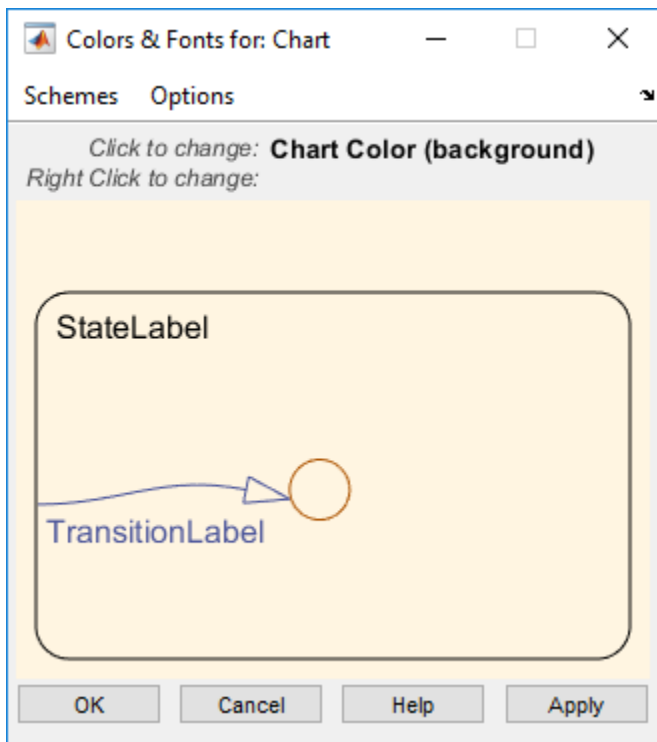 Colors & Fonts for: Chart
Schemes Options
Click to change: Chart Color (background)
Right Click to change:
StateLabel
TransitionLabel
OK Cancel Help Apply